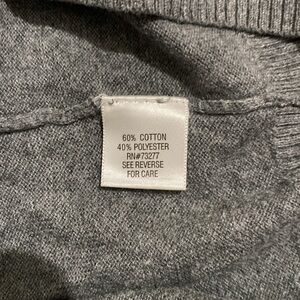 60% COTTON
40% POLYESTER
RN#73277
SEE REVERSE
FOR CARE